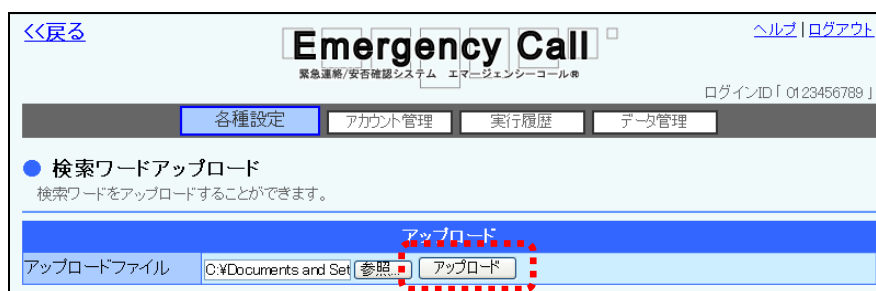 <<戻る
ヘルプ | ログアウト
Emergency Call
緊急連絡/安否確認システム エマージェンシーコール®
ログインID「 0123456789 」
各種設定 アカウント管理 実行履歴 データ管理
● 検索ワードアップロード
検索ワードをアップロードすることができます。
アップロード
アップロードファイル C:¥Documents and Set 参照... アップロード